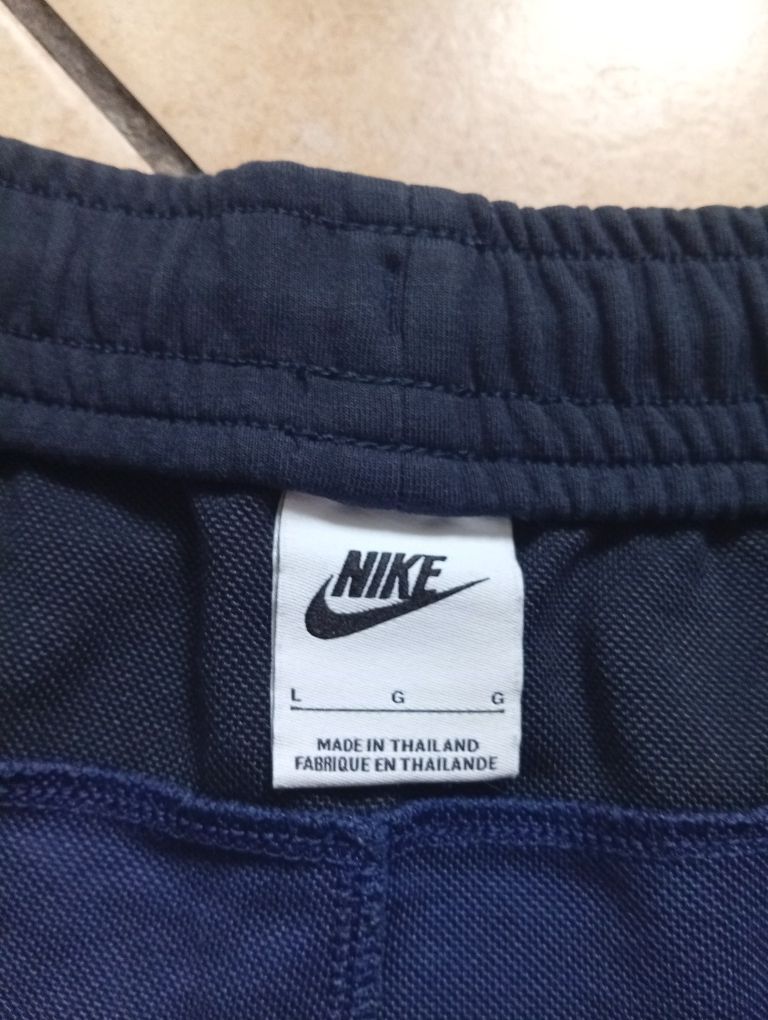 NIKE
L G G
MADE IN THAILAND
FABRIQUE EN THAILANDE